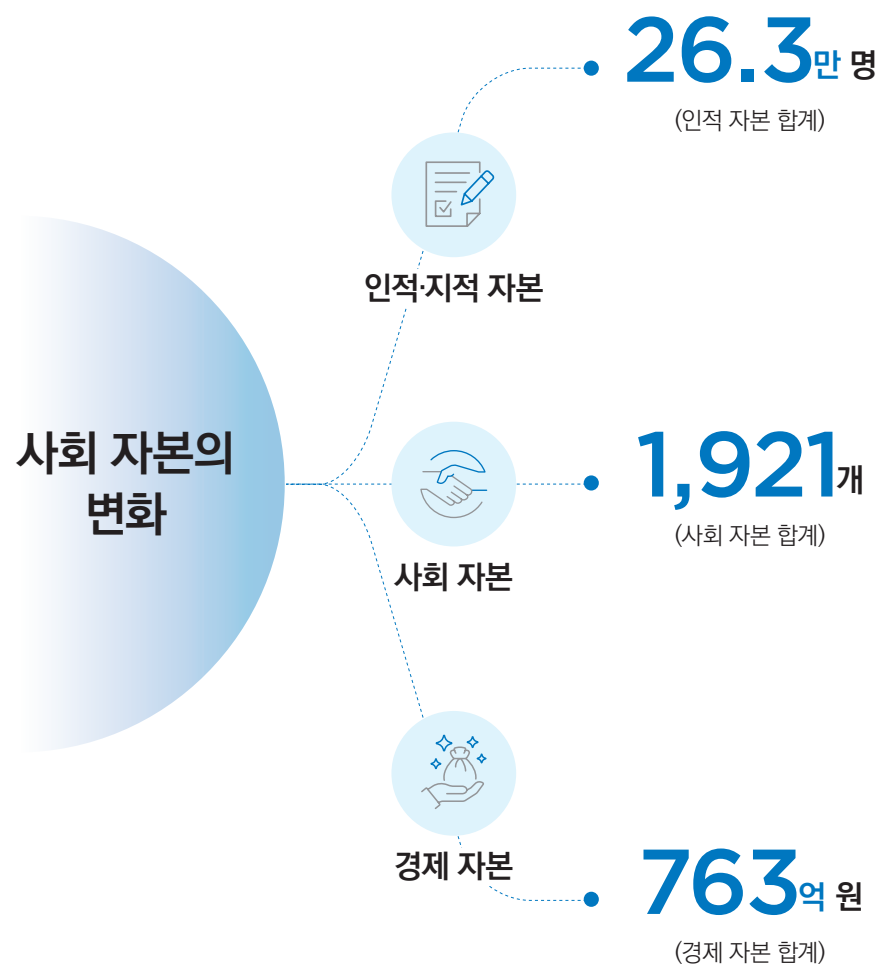 사회 자본의
변화
인적·지적 자본
26.3만 명
(인적 자본 합계)
사회 자본
1,921개
(사회 자본 합계)
경제 자본
763억 원
(경제 자본 합계)